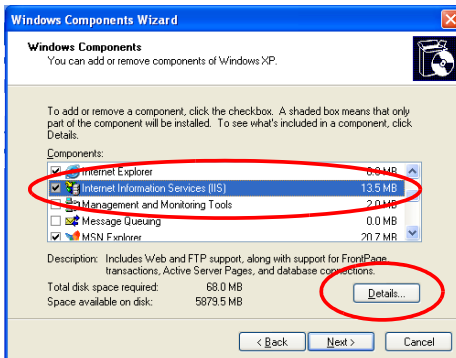 Windows Components Wizard
Windows Components
You can add or remove components of Windows XP.
To add or remove a component, click the checkbox. A shaded box means that only
part of the component will be installed. To see what's included in a component, click
Details.
Components:
Internet Explorer 0.0 MB
Internet Information Services (IIS) 13.5 MB
Management and Monitoring Tools 2.0 MB
Message Queuing 0.0 MB
MSN Explorer 20.7 MB
Description: Includes Web and FTP support, along with support for FrontPage,
transactions, Active Server Pages, and database connections.
Total disk space required: 68.0 MB
Space available on disk: 5879.5 MB
Details...
< Back Next > Cancel